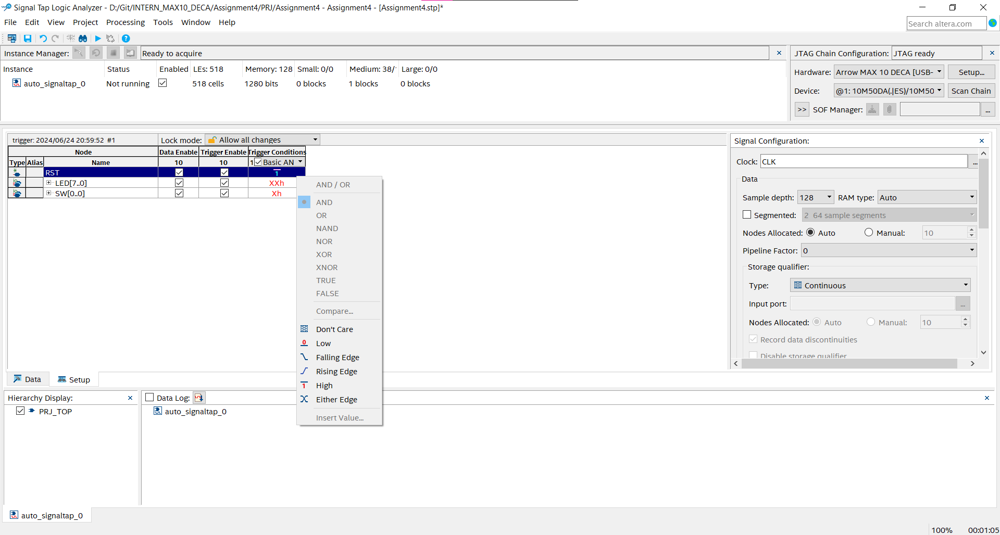 Signal Tap Logic Analyzer - D:/Git/INTERN_MAX10_DECA/Assignment4/PRJ/Assignment4 - Assignment4 - [Assignment4.stp]*
File Edit View Project Processing Tools Window Help
Search altera.com
Instance Manager: Ready to acquire
JTAG Chain Configuration: JTAG ready
Instance Status Enabled LEs: 518 Memory: 128 Small: 0/0 Medium: 38/ Large: 0/0
auto_signaltap_0 Not running 518 cells 1280 bits 0 blocks 1 blocks 0 blocks
Hardware: Arrow MAX 10 DECA [USB- Setup...
Device: @1: 10M50DA(.|ES)/10M50 Scan Chain
>> SOF Manager: ...
trigger: 2024/06/24 20:59:52 #1 Lock mode: Allow all changes
Node Data Enable Trigger Enable Trigger Conditions
Type Alias Name 10 10 1 Basic AN
RST 1
LED[7..0] XXh
SW[0..0] Xh
AND / OR
AND
OR
NAND
NOR
XOR
XNOR
TRUE
FALSE
Compare...
Don't Care
0 Low
Falling Edge
Rising Edge
1 High
Either Edge
Insert Value...
Signal Configuration:
Clock: CLK ...
Data
Sample depth: 128 RAM type: Auto
Segmented: 2 64 sample segments
Nodes Allocated: Auto Manual: 10
Pipeline Factor: 0
Storage qualifier:
Type: Continuous
Input port: ...
Nodes Allocated: Auto Manual: 10
Record data discontinuities
Disable storage qualifier
Data Setup
Hierarchy Display:
PRJ_TOP
Data Log:
auto_signaltap_0
auto_signaltap_0
100% 00:01:05